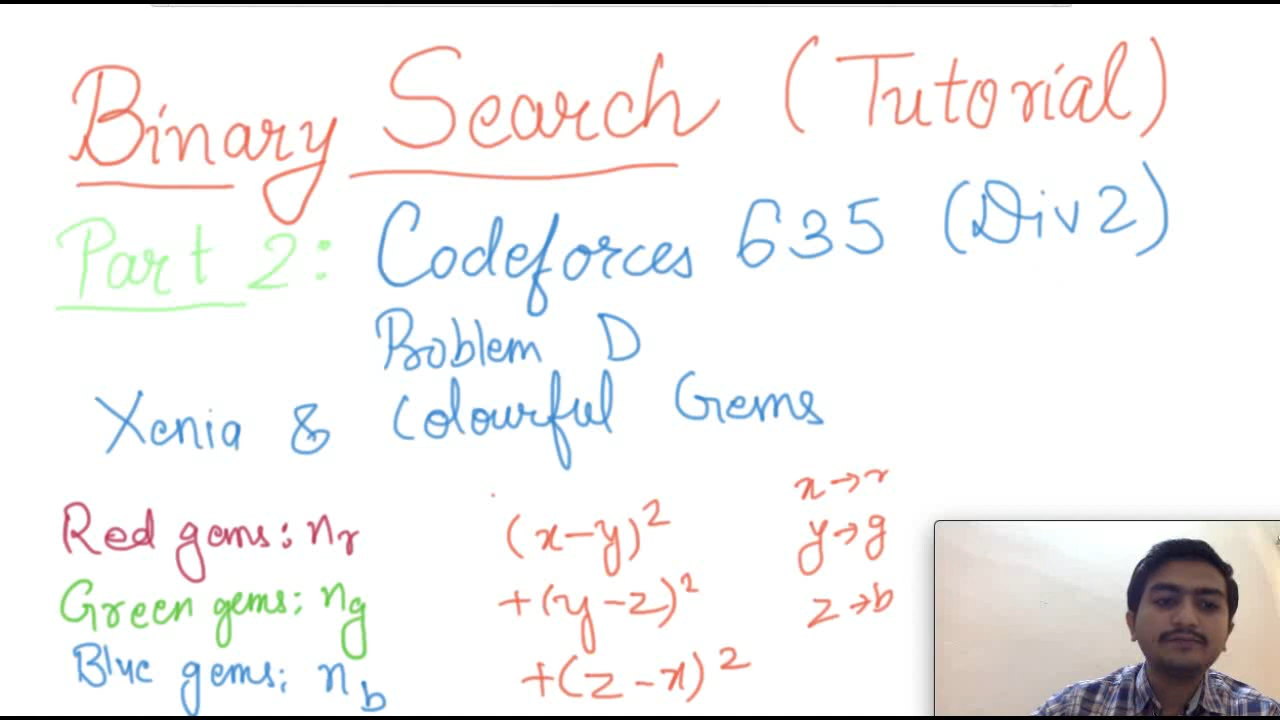 Binary Search (Tutorial)
Part 2: Codeforces 635 (Div 2)
Problem D
Xenia & Colourful Gems
Red gems: nr
Green gems: ng
Blue gems: nb
(x-y)²
+(y-z)²
+(z-x)²
x→r
y→g
z→b